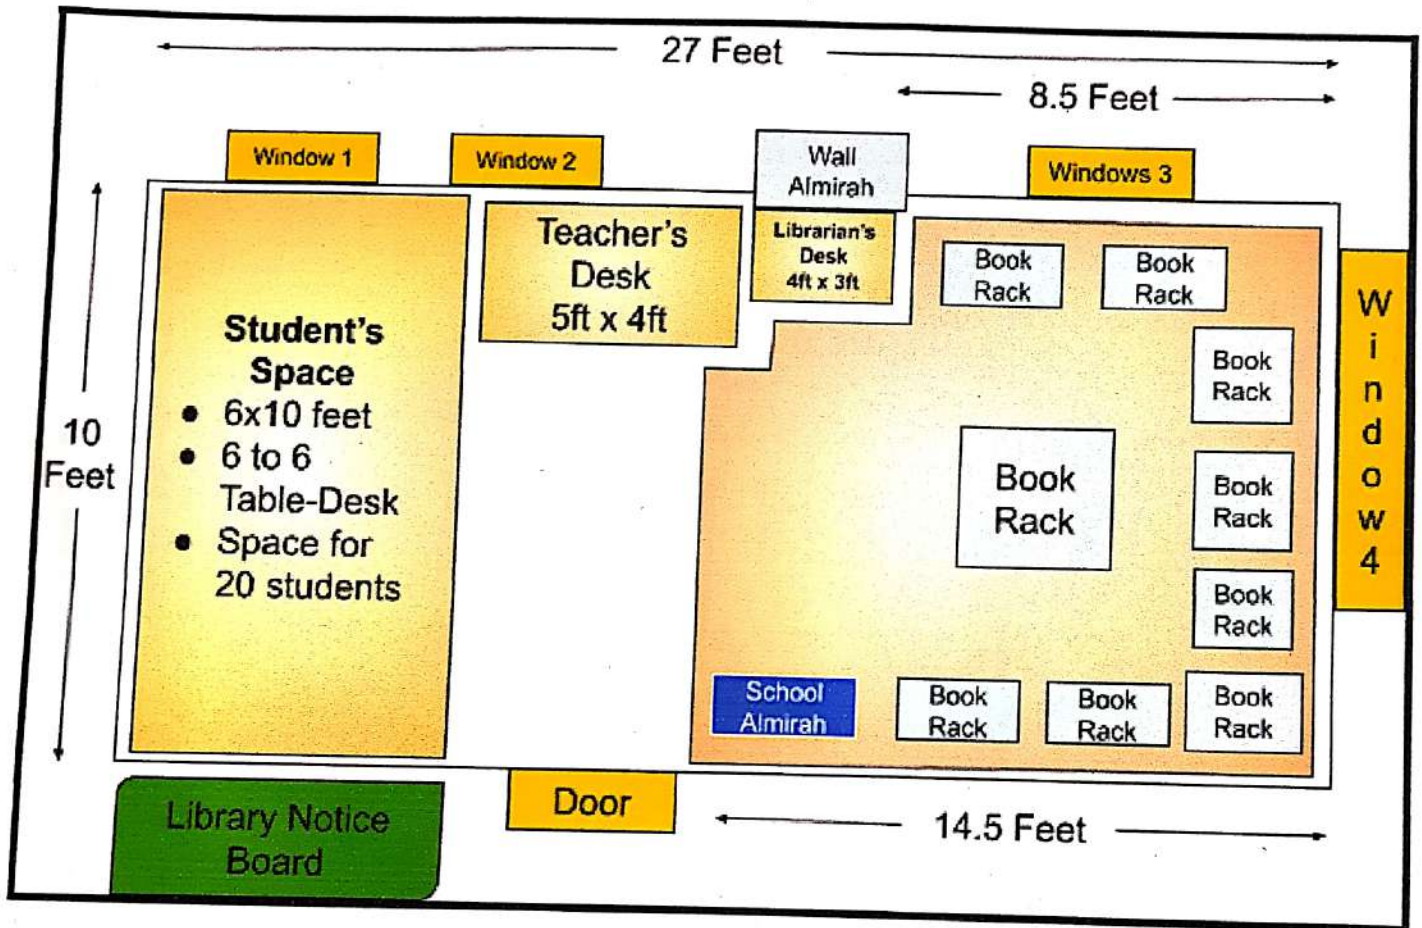 27 Feet
8.5 Feet
Window 1
Window 2
Wall
Almirah
Windows 3
Teacher's
Desk
5ft x 4ft
Librarian's
Desk
4ft x 3ft
Book
Rack
Book
Rack
Window4
Book
Rack
Student's
Space
• 6x10 feet
• 6 to 6
Table-Desk
• Space for
20 students
10
Feet
Book
Rack
Book
Rack
Book
Rack
School
Almirah
Book
Rack
Book
Rack
Book
Rack
Library Notice
Board
Door
14.5 Feet